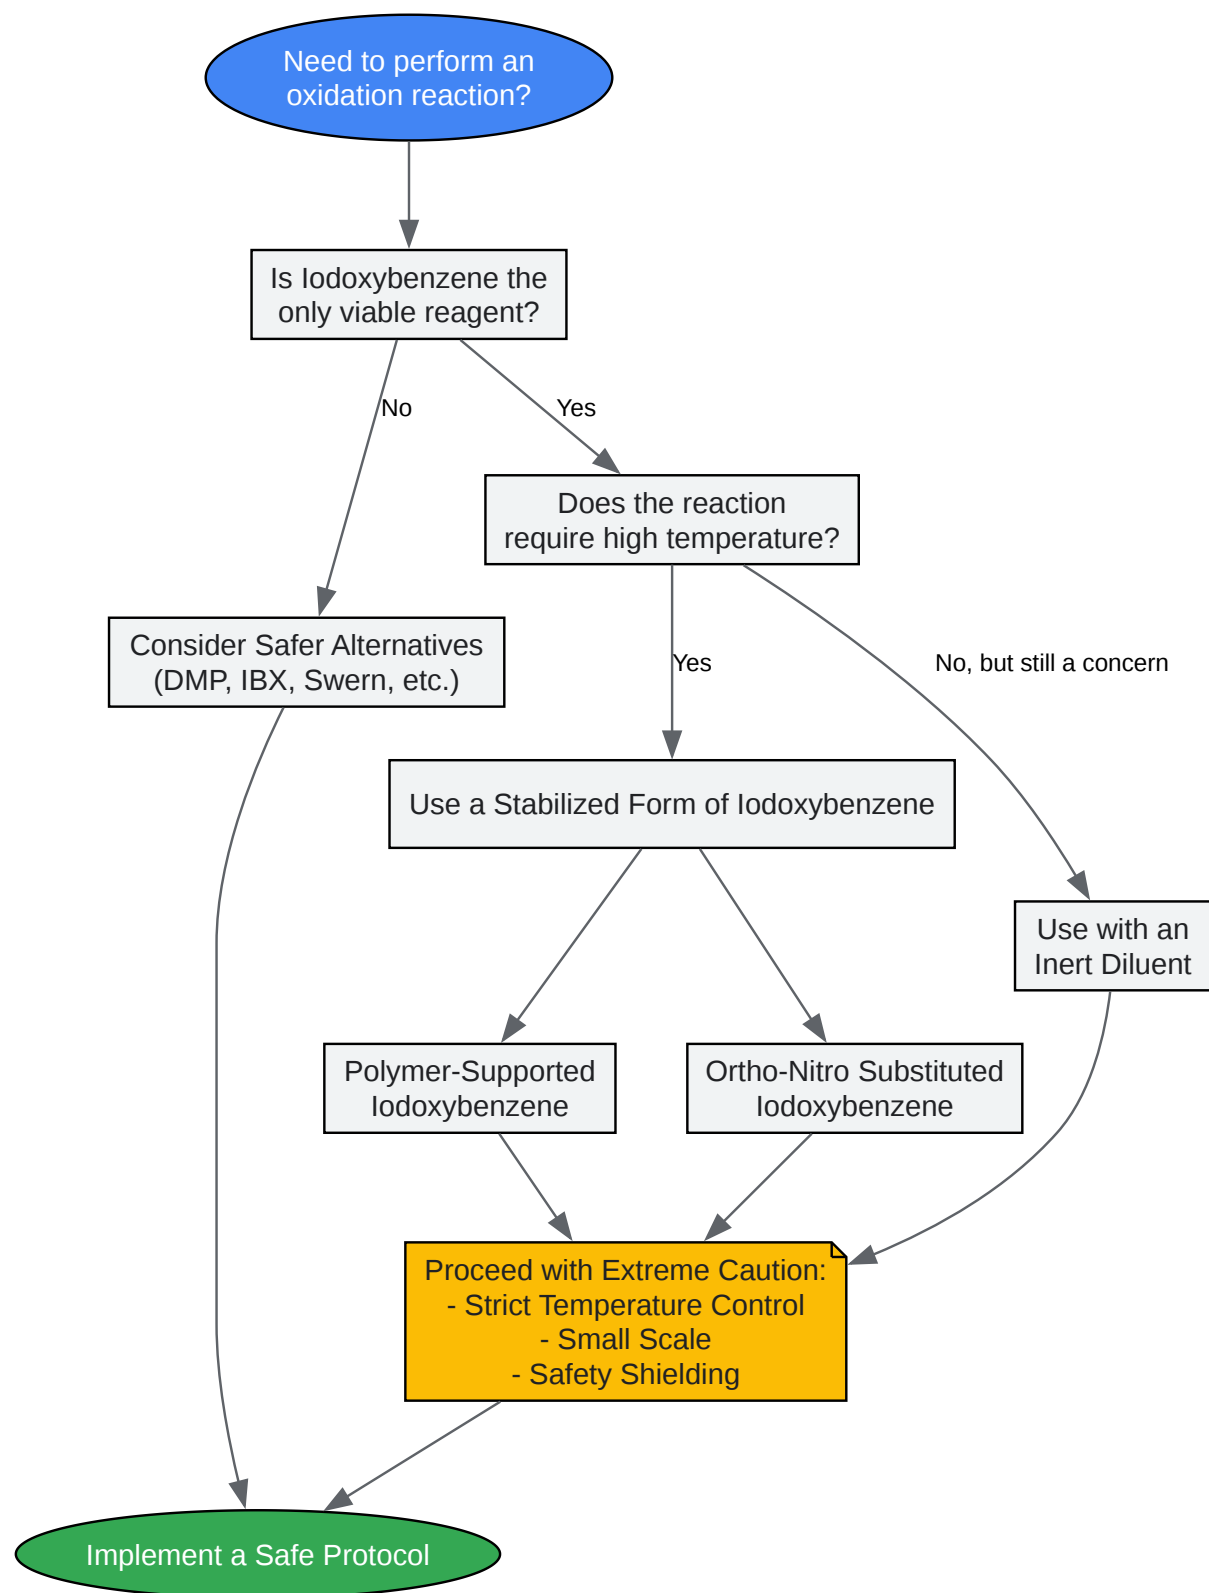 Need to perform an
oxidation reaction?
Is Iodoxybenzene the
only viable reagent?
No
Yes
Does the reaction
require high temperature?
Consider Safer Alternatives
(DMP, IBX, Swern, etc.)
Yes
No, but still a concern
Use a Stabilized Form of Iodoxybenzene
Use with an
Inert Diluent
Polymer-Supported
Iodoxybenzene
Ortho-Nitro Substituted
Iodoxybenzene
Proceed with Extreme Caution:
- Strict Temperature Control
- Small Scale
- Safety Shielding
Implement a Safe Protocol